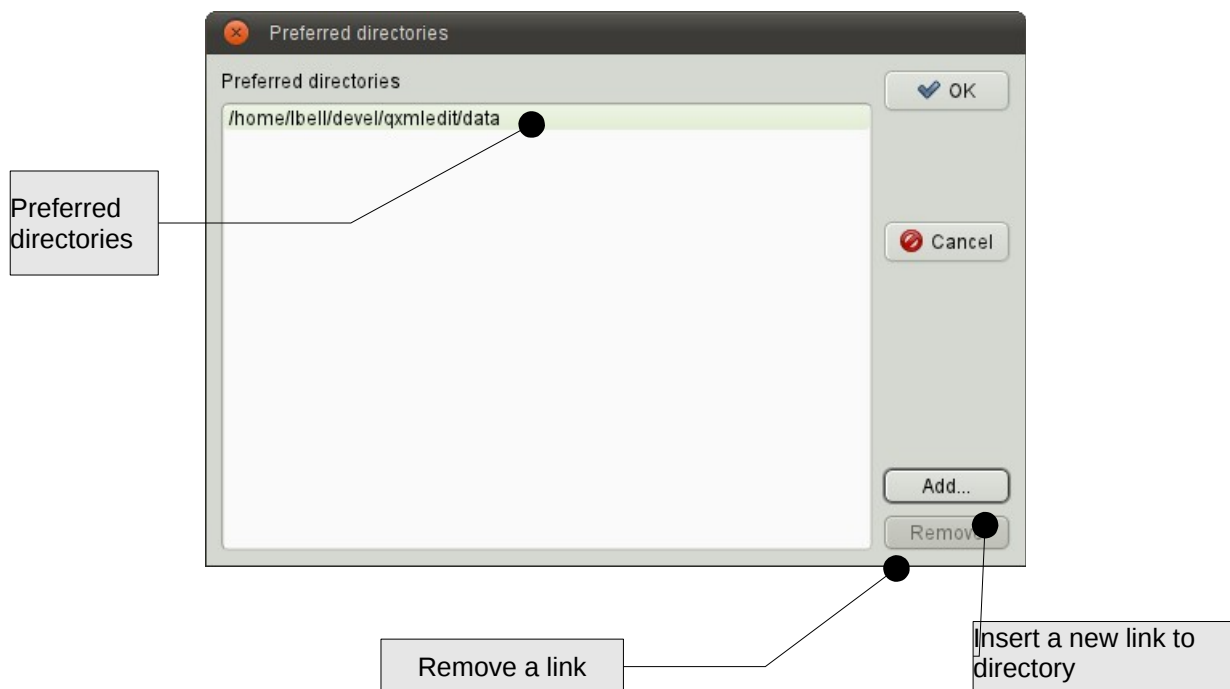 Preferred directories
Preferred directories
OK
/home/lbell/devel/qxmledit/data
Preferred
directories
Cancel
Add...
Remove
Remove a link
Insert a new link to
directory